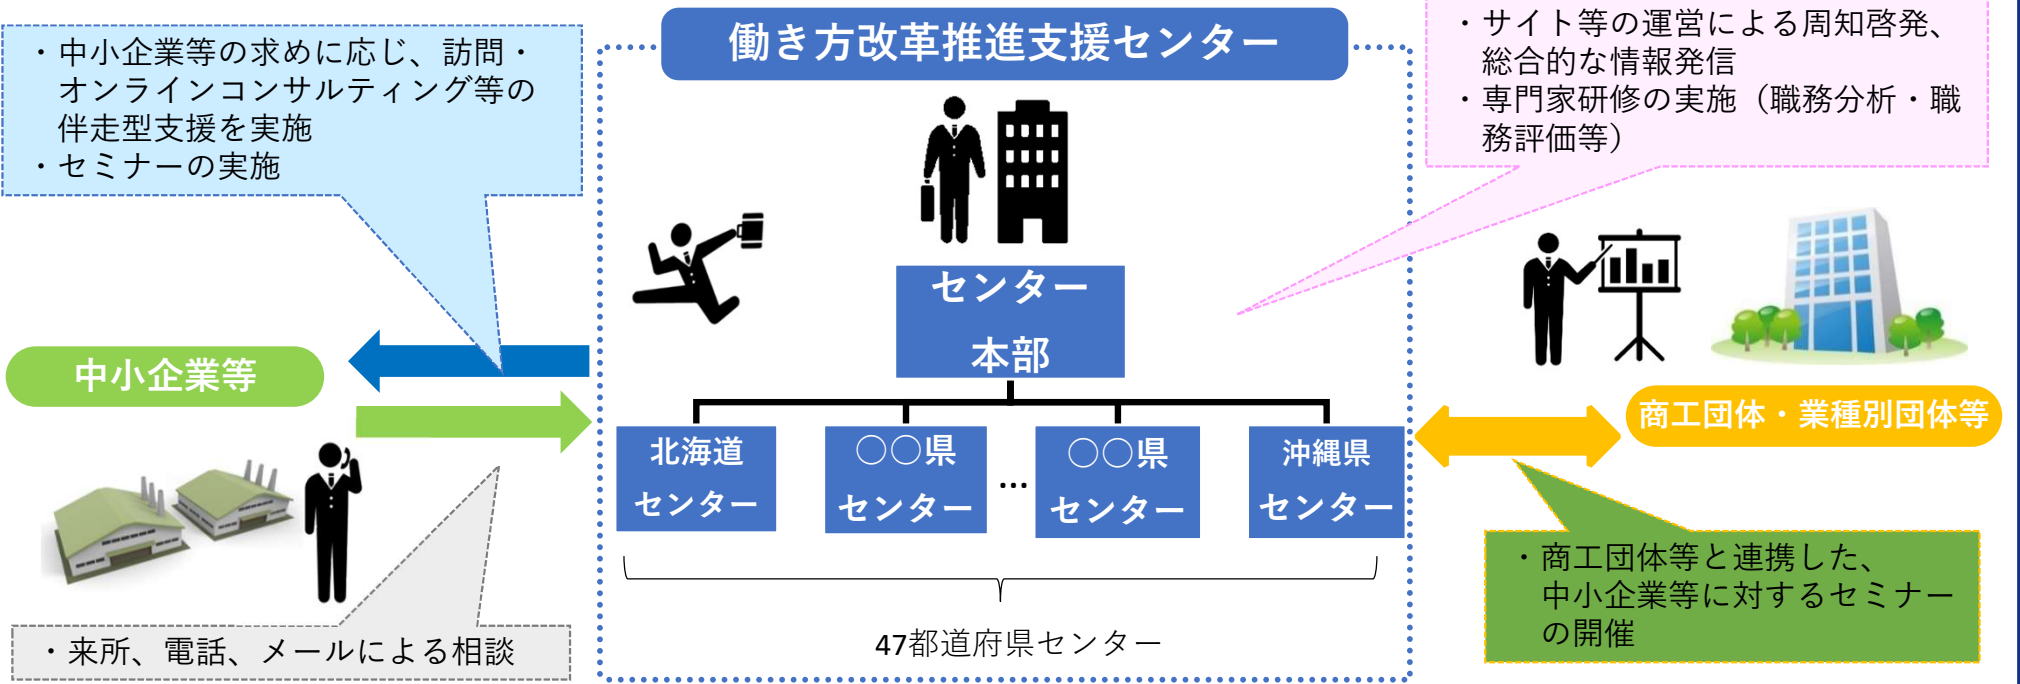 働き方改革推進支援センター
・中小企業等の求めに応じ、訪問・
オンラインコンサルティング等の
伴走型支援を実施
・セミナーの実施
・サイト等の運営による周知啓発、
総合的な情報発信
・専門家研修の実施（職務分析・職
務評価等）
センター
本部
中小企業等
商工団体・業種別団体等
北海道
センター
○○県
センター
…
○○県
センター
沖縄県
センター
47都道府県センター
・来所、電話、メールによる相談
・商工団体等と連携した、
中小企業等に対するセミナー
の開催